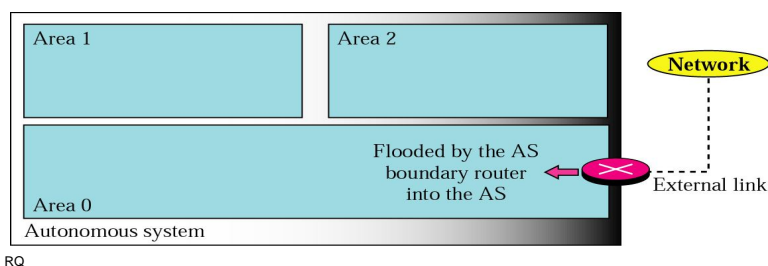 Area 1
Area 2
Network
Flooded by the AS
boundary router
into the AS
External link
Area 0
Autonomous system
RQ